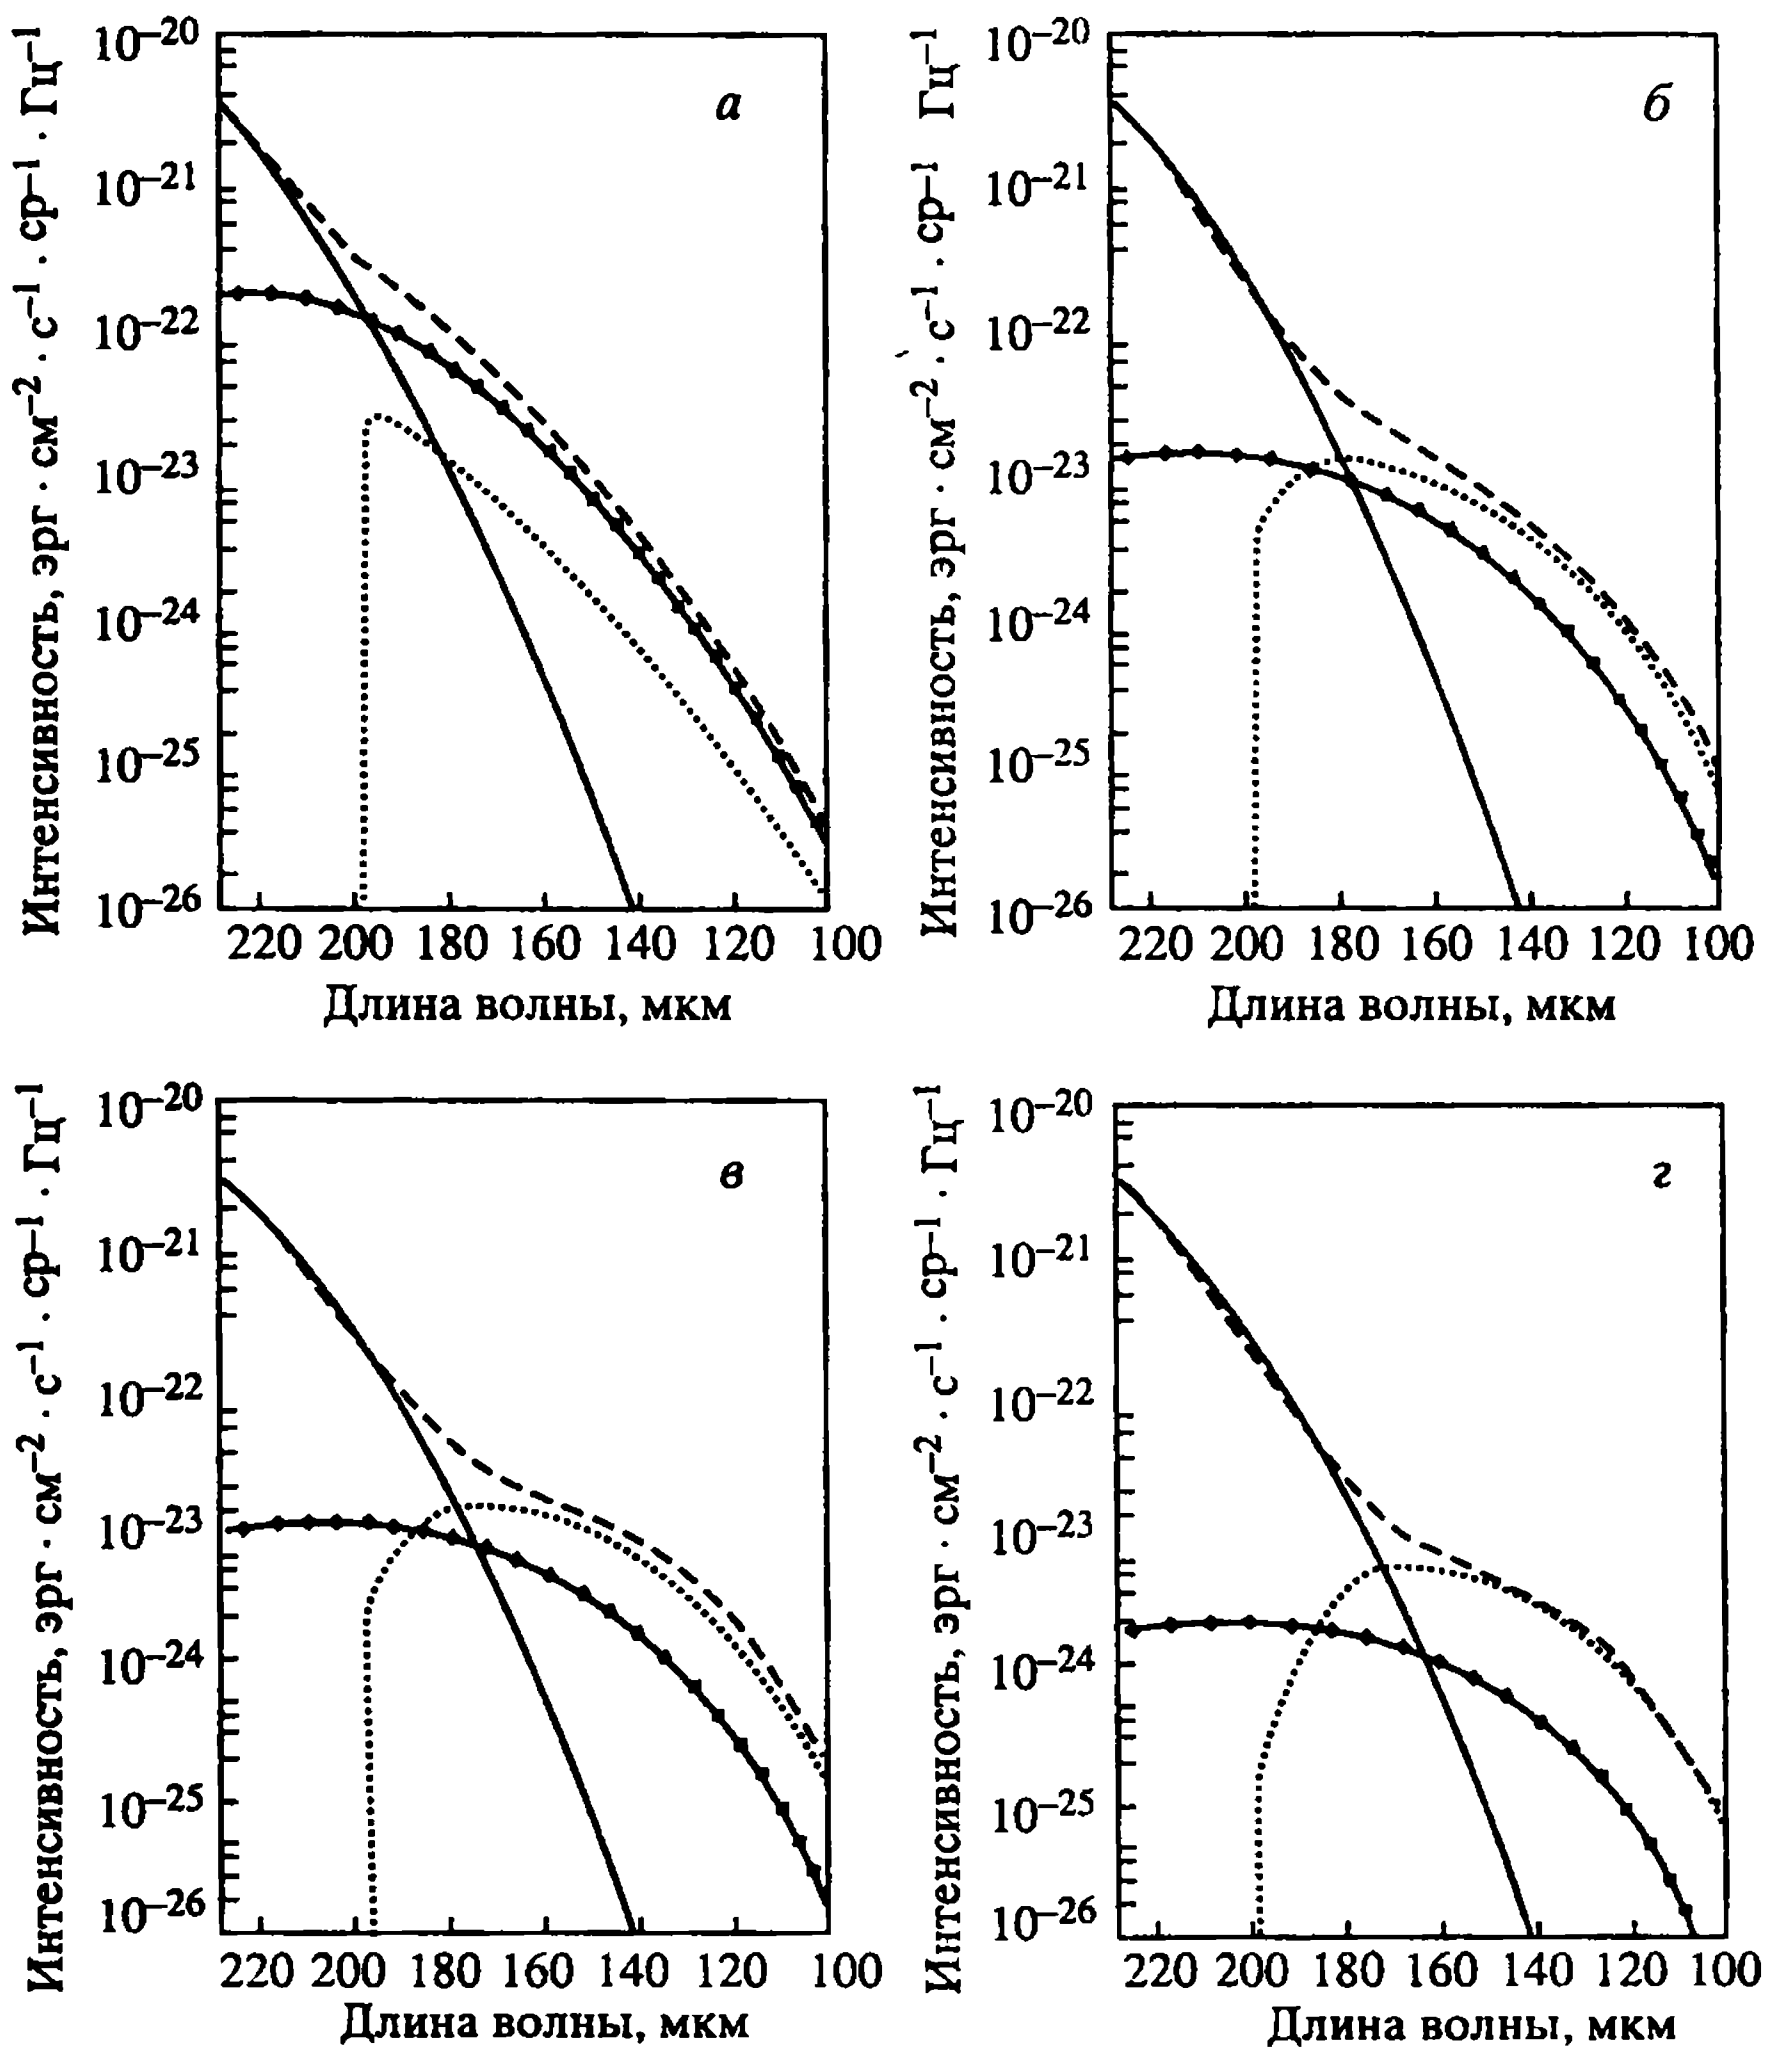 Интенсивность, эрг · см⁻² · с⁻¹ · ср⁻¹ · Гц⁻¹
10⁻²⁰
10⁻²¹
10⁻²²
10⁻²³
10⁻²⁴
10⁻²⁵
10⁻²⁶
а
220 200 180 160 140 120 100
Длина волны, мкм
Интенсивность, эрг · см⁻² · с⁻¹ · ср⁻¹ Гц⁻¹
10⁻²⁰
10⁻²¹
10⁻²²
10⁻²³
10⁻²⁴
10⁻²⁵
10⁻²⁶
б
220 200 180 160 140 120 100
Длина волны, мкм
Интенсивность, эрг · см⁻² · с⁻¹ · ср⁻¹ · Гц⁻¹
10⁻²⁰
10⁻²¹
10⁻²²
10⁻²³
10⁻²⁴
10⁻²⁵
10⁻²⁶
в
220 200 180 160 140 120 100
Длина волны, мкм
Интенсивность, эрг · см⁻² · с⁻¹ · ср⁻¹ · Гц⁻¹
10⁻²⁰
10⁻²¹
10⁻²²
10⁻²³
10⁻²⁴
10⁻²⁵
10⁻²⁶
г
220 200 180 160 140 120 100
Длина волны, мкм